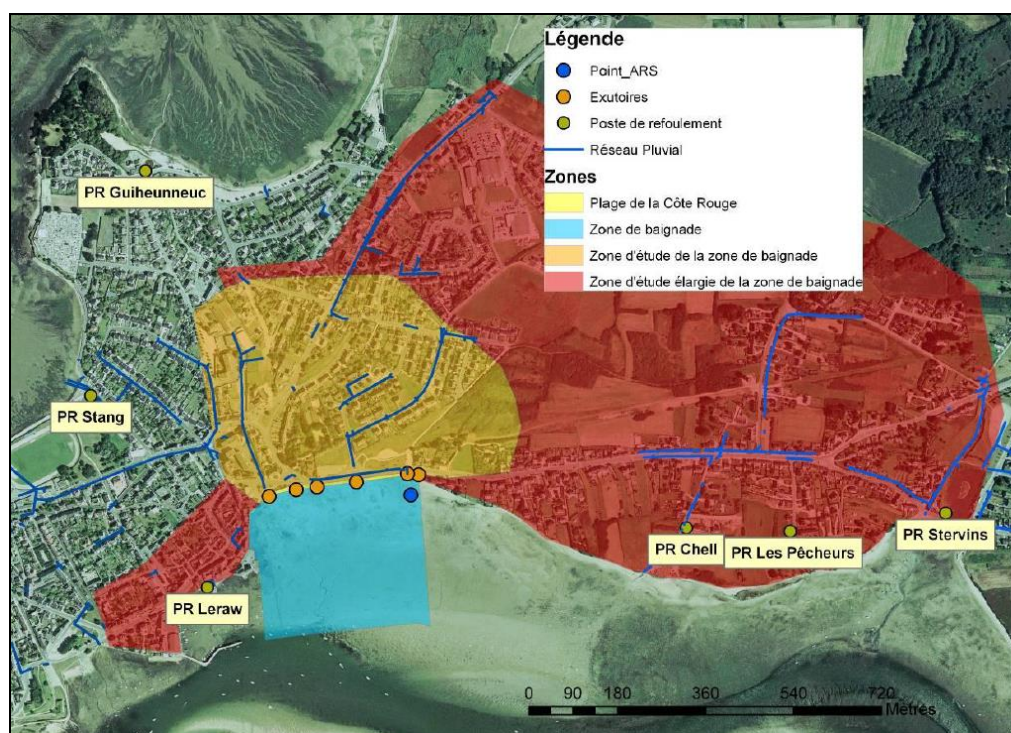 Légende
Point_ARS
Exutoires
Poste de refoulement
Réseau Pluvial
Zones
Plage de la Côte Rouge
Zone de baignade
Zone d'étude de la zone de baignade
Zone d'étude élargie de la zone de baignade
PR Guiheunneuc
PR Stang
PR Leraw
PR Chell
PR Les Pêcheurs
PR Stervins
0 90 180 360 540 720
Mètres